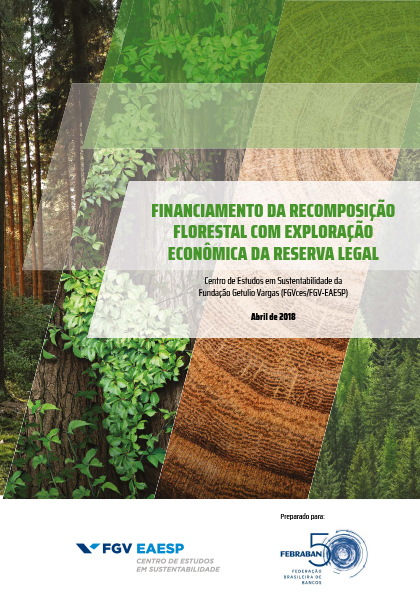 FINANCIAMENTO DA RECOMPOSIÇÃO
FLORESTAL COM EXPLORAÇÃO
ECONÔMICA DA RESERVA LEGAL
Centro de Estudos em Sustentabilidade da
Fundação Getulio Vargas (FGVces/FGV-EAESP)
Abril de 2018
Preparado para:
FGV EAESP
CENTRO DE ESTUDOS
EM SUSTENTABILIDADE
FEBRABAN 50
FEDERAÇÃO
BRASILEIRA DE
BANCOS